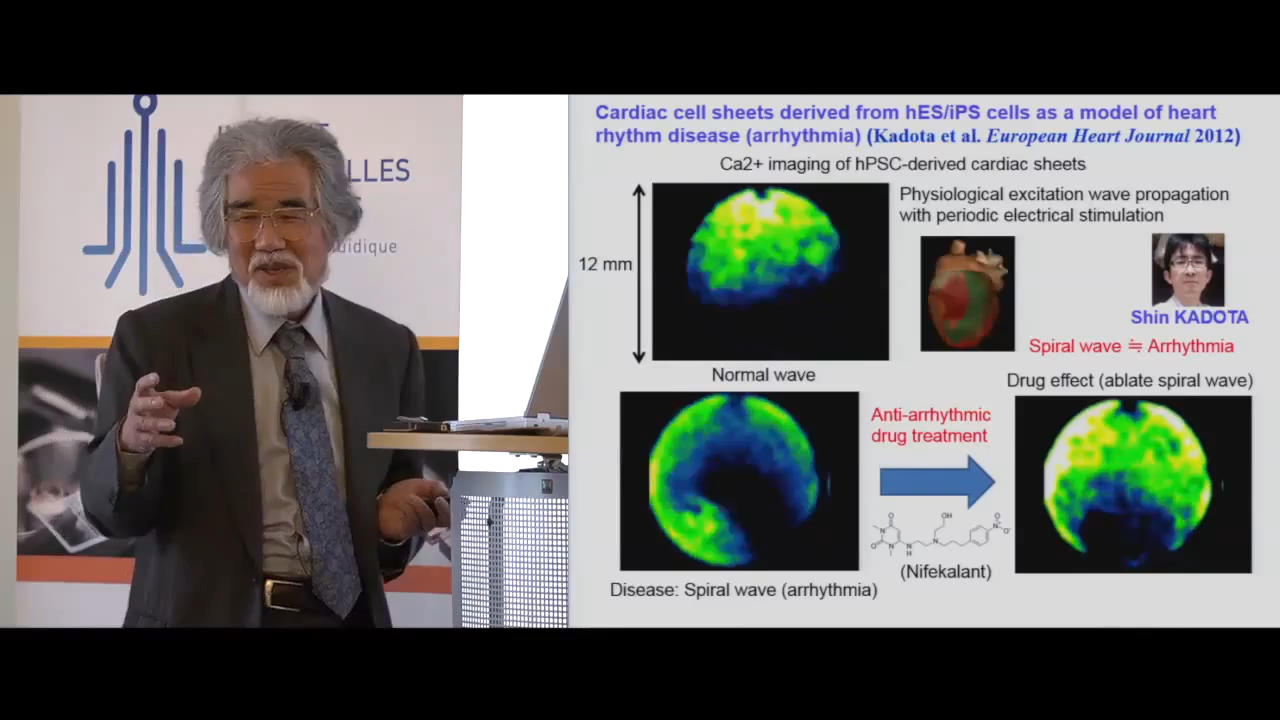 LLES
uidique
Cardiac cell sheets derived from hES/iPS cells as a model of heart
rhythm disease (arrhythmia) (Kadota et al. European Heart Journal 2012)
Ca2+ imaging of hPSC-derived cardiac sheets
12 mm
Physiological excitation wave propagation
with periodic electrical stimulation
Shin KADOTA
Spiral wave ≒ Arrhythmia
Normal wave
Drug effect (ablate spiral wave)
Anti-arrhythmic
drug treatment
OH
O
N
N
O
N
H
N
N+
O
O-
(Nifekalant)
Disease: Spiral wave (arrhythmia)